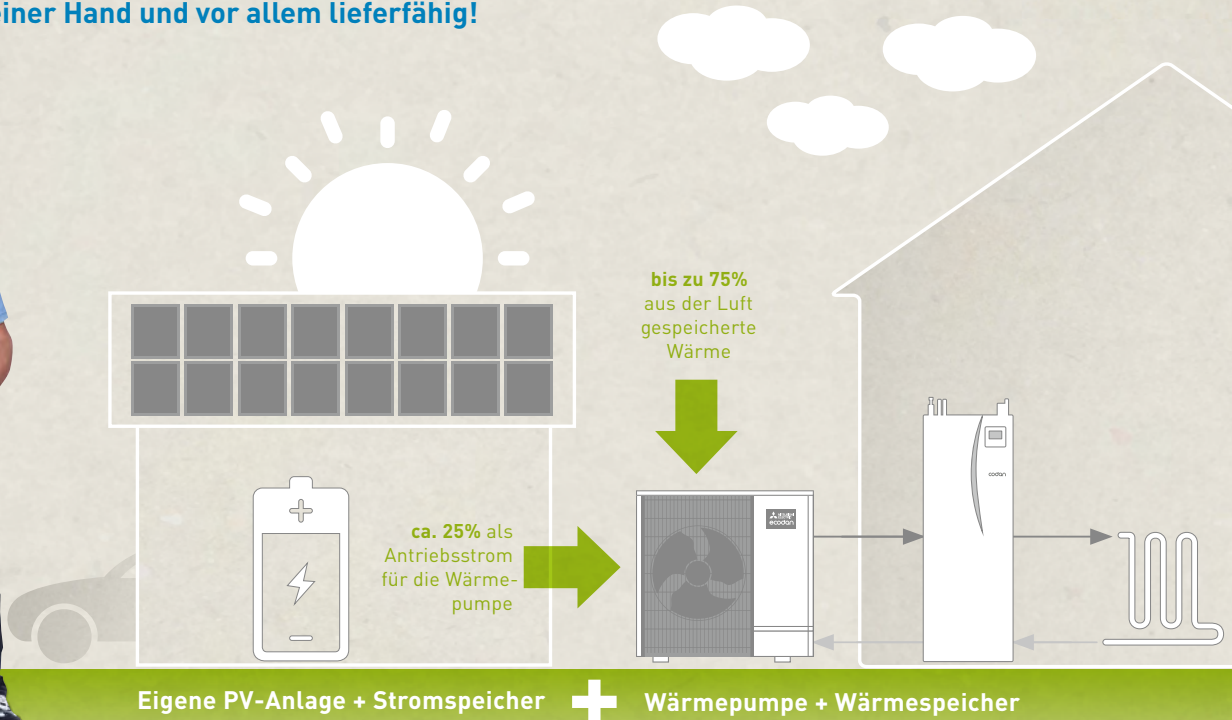 einer Hand und vor allem lieferfähig!
bis zu 75%
aus der Luft
gespeicherte
Wärme
ca. 25% als
Antriebsstrom
für die Wärme-
pumpe
ecodan
codan
Eigene PV-Anlage + Stromspeicher + Wärmepumpe + Wärmespeicher